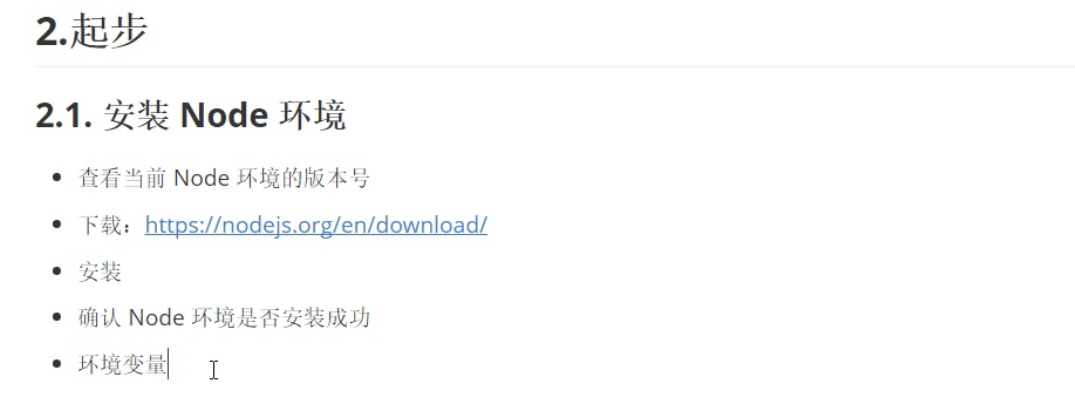 2.起步
2.1. 安装 Node 环境
查看当前 Node 环境的版本号
下载：https://nodejs.org/en/download/
安装
确认 Node 环境是否安装成功
环境变量